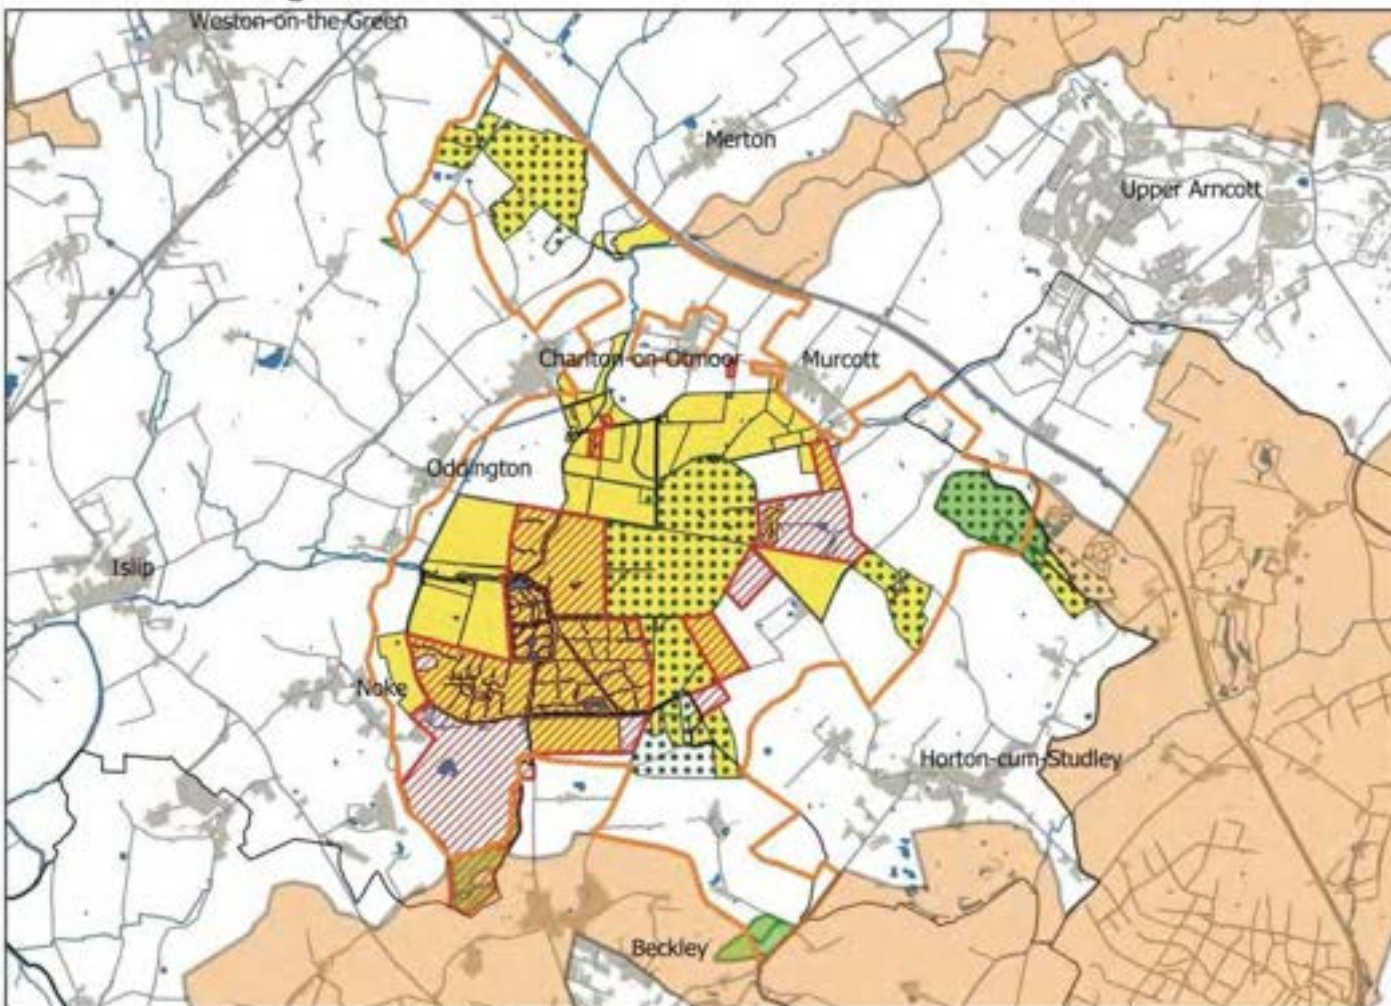 Weston-on-the-Green
Merton
Upper Arncott
Charlton-on-Otmoor
Murcott
Oddington
Islip
Noke
Horton-cum-Studley
Beckley